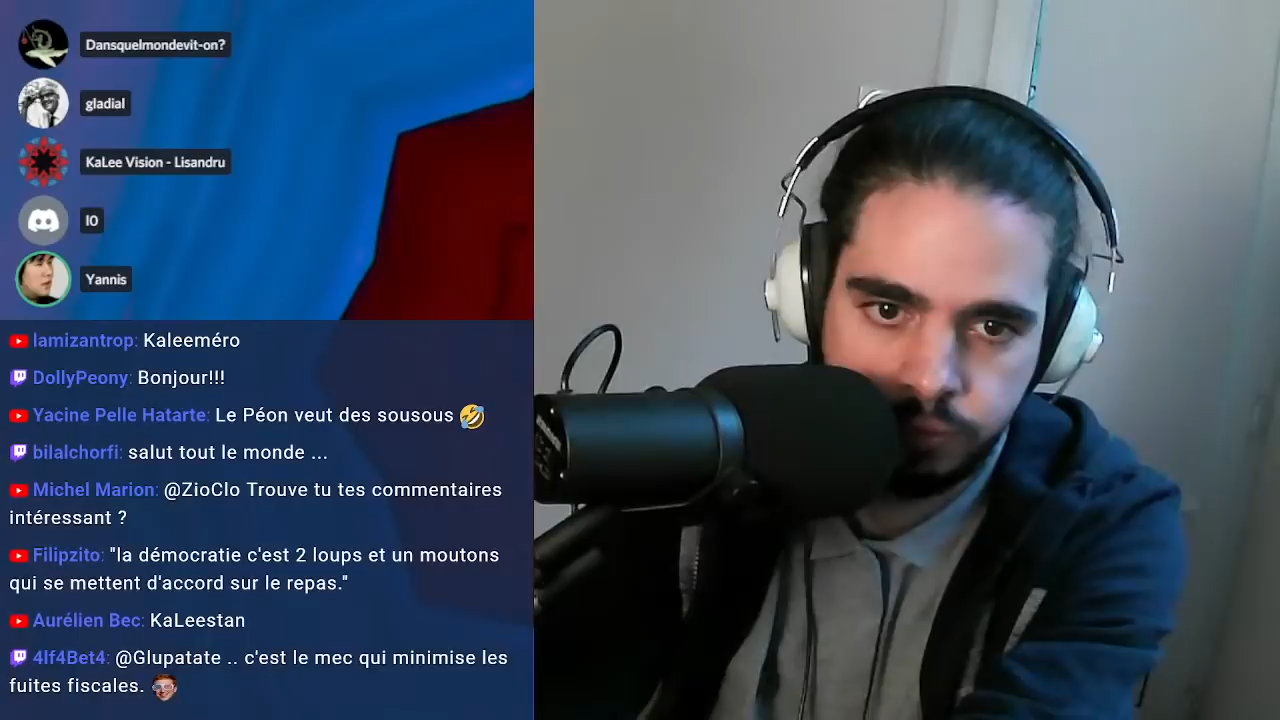 Dansquelmondevit-on?
gladial
KaLee Vision - Lisandru
IO
Yannis
lamizantrop: Kaleeméro
DollyPeony: Bonjour!!!
Yacine Pelle Hatarte: Le Péon veut des sousous 🤣
bilalchorfi: salut tout le monde ...
Michel Marion: @ZioClo Trouve tu tes commentaires
intéressant ?
Filipzito: "la démocratie c'est 2 loups et un moutons
qui se mettent d'accord sur le repas."
Aurélien Bec: KaLeestan
4lf4Bet4: @Glupatate .. c'est le mec qui minimise les
fuites fiscales.